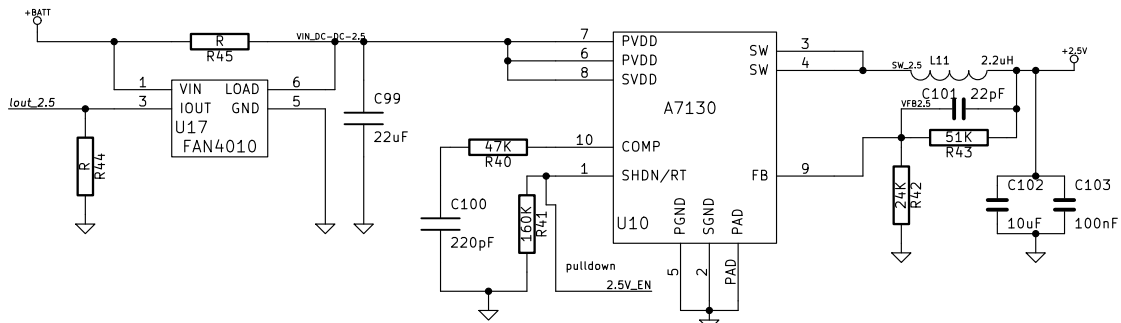 +BATT
R
R45
VIN_DC-DC-2.5
1
VIN
LOAD
6
Iout_2.5
3
IOUT
GND
5
U17
FAN4010
R
R44
C99
22uF
7
PVDD
6
PVDD
8
SVDD
A7130
SW
3
SW
4
SW_2.5
L11
2.2uH
+2.5V
C101
22pF
VFB2.5
51K
R43
47K
R40
10
COMP
1
SHDN/RT
FB
9
C100
220pF
160K
R41
U10
PGND
SGND
PAD
5
2
PAD
pulldown
2.5V_EN
24K
R42
C102
10uF
C103
100nF